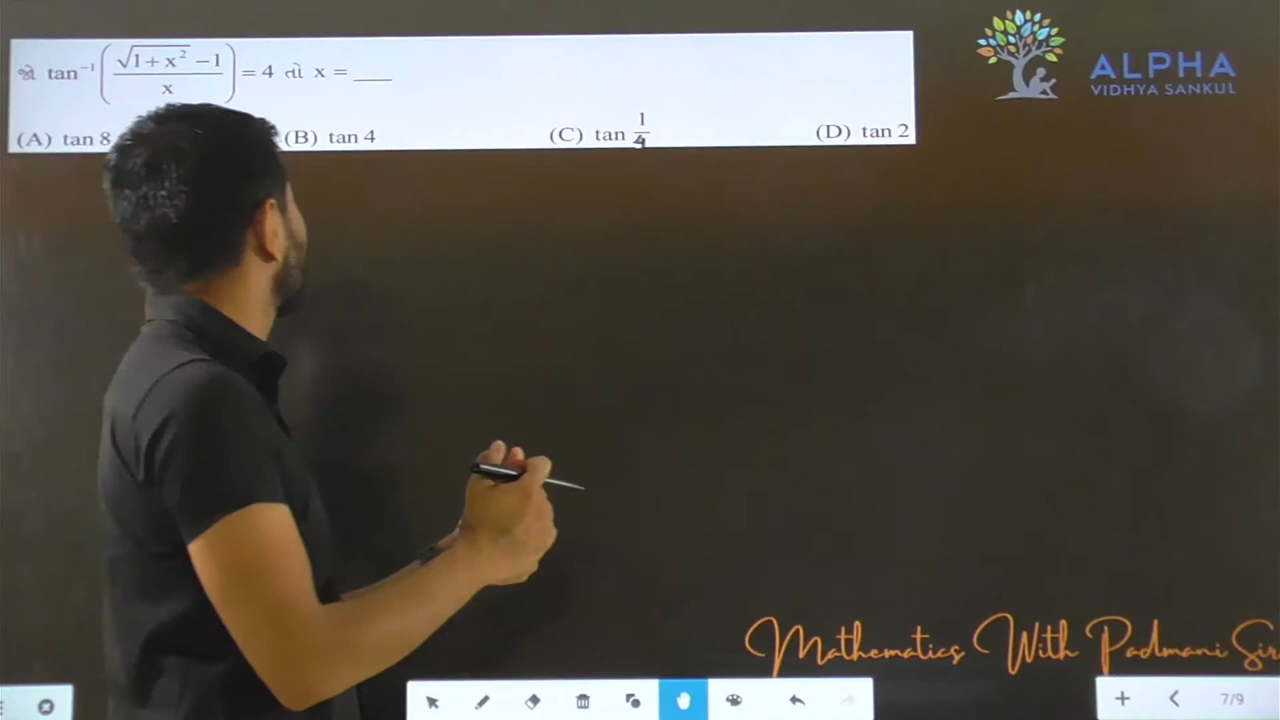 જો tan⁻¹ ( (√(1 + x²) − 1) / x ) = 4 તો x = ___
(A) tan 8 (B) tan 4 (C) tan 1/4 (D) tan 2
ALPHA
VIDHYA SANKUL
Mathematics With Padmani Sir
7/9